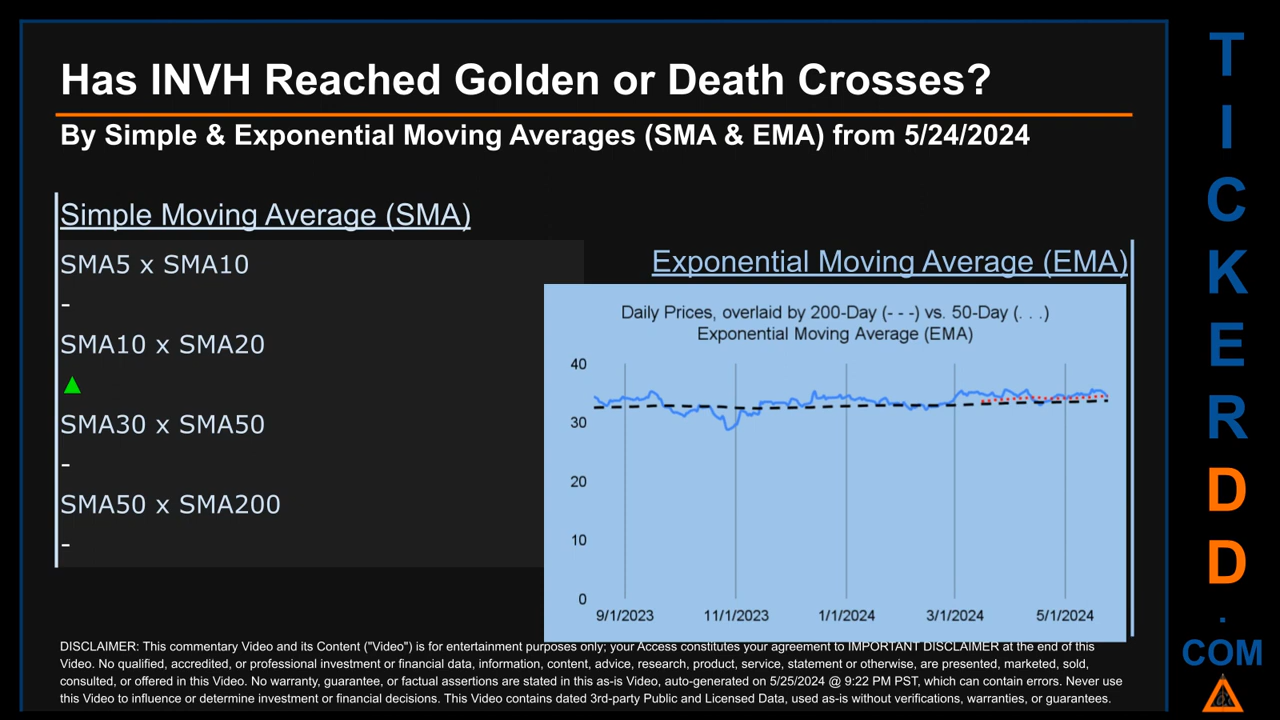 Has INVH Reached Golden or Death Crosses?
By Simple & Exponential Moving Averages (SMA & EMA) from 5/24/2024
Simple Moving Average (SMA)
SMA5 x SMA10
-
SMA10 x SMA20
▲
SMA30 x SMA50
-
SMA50 x SMA200
-
Exponential Moving Average (EMA)
Daily Prices, overlaid by 200-Day (- - -) vs. 50-Day (. . .)
Exponential Moving Average (EMA)
40
30
20
10
0
9/1/2023 11/1/2023 1/1/2024 3/1/2024 5/1/2024
DISCLAIMER: This commentary Video and its Content ("Video") is for entertainment purposes only; your Access constitutes your agreement to IMPORTANT DISCLAIMER at the end of this
Video. No qualified, accredited, or professional investment or financial data, information, content, advice, research, product, service, statement or otherwise, are presented, marketed, sold,
consulted, or offered in this Video. No warranty, guarantee, or factual assertions are stated in this as-is Video, auto-generated on 5/25/2024 @ 9:22 PM PST, which can contain errors. Never use
this Video to influence or determine investment or financial decisions. This Video contains dated 3rd-party Public and Licensed Data, used as-is without verifications, warranties, or guarantees.
T
I
C
K
E
R
D
D
.
COM